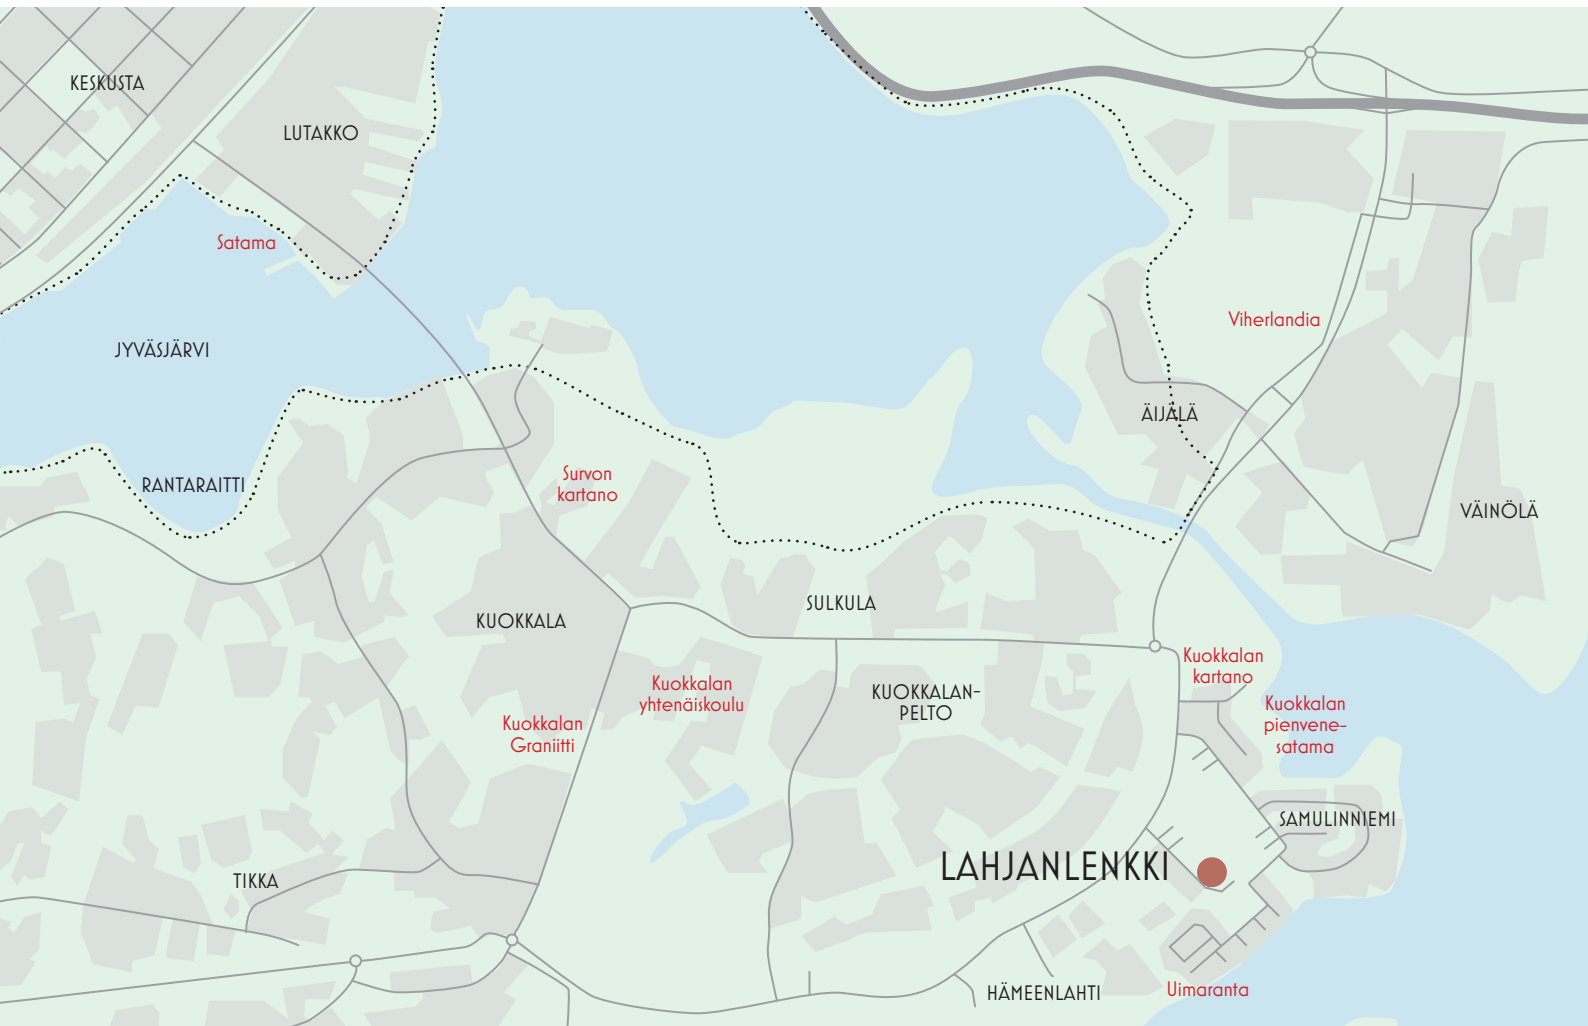 KESKUSTA
LUTAKKO
Satama
Viherlandia
JYVÄSJÄRVI
ÄIJÄLÄ
Survon
kartano
RANTARAITTI
VÄINÖLÄ
SULKULA
KUOKKALA
Kuokkalan
kartano
Kuokkalan
yhtenäiskoulu
KUOKKALAN-
PELTO
Kuokkalan
pienvene-
satama
Kuokkalan
Graniitti
SAMULINNIEMI
LAHJANLENKKI
TIKKA
HÄMEENLAHTI
Uimaranta